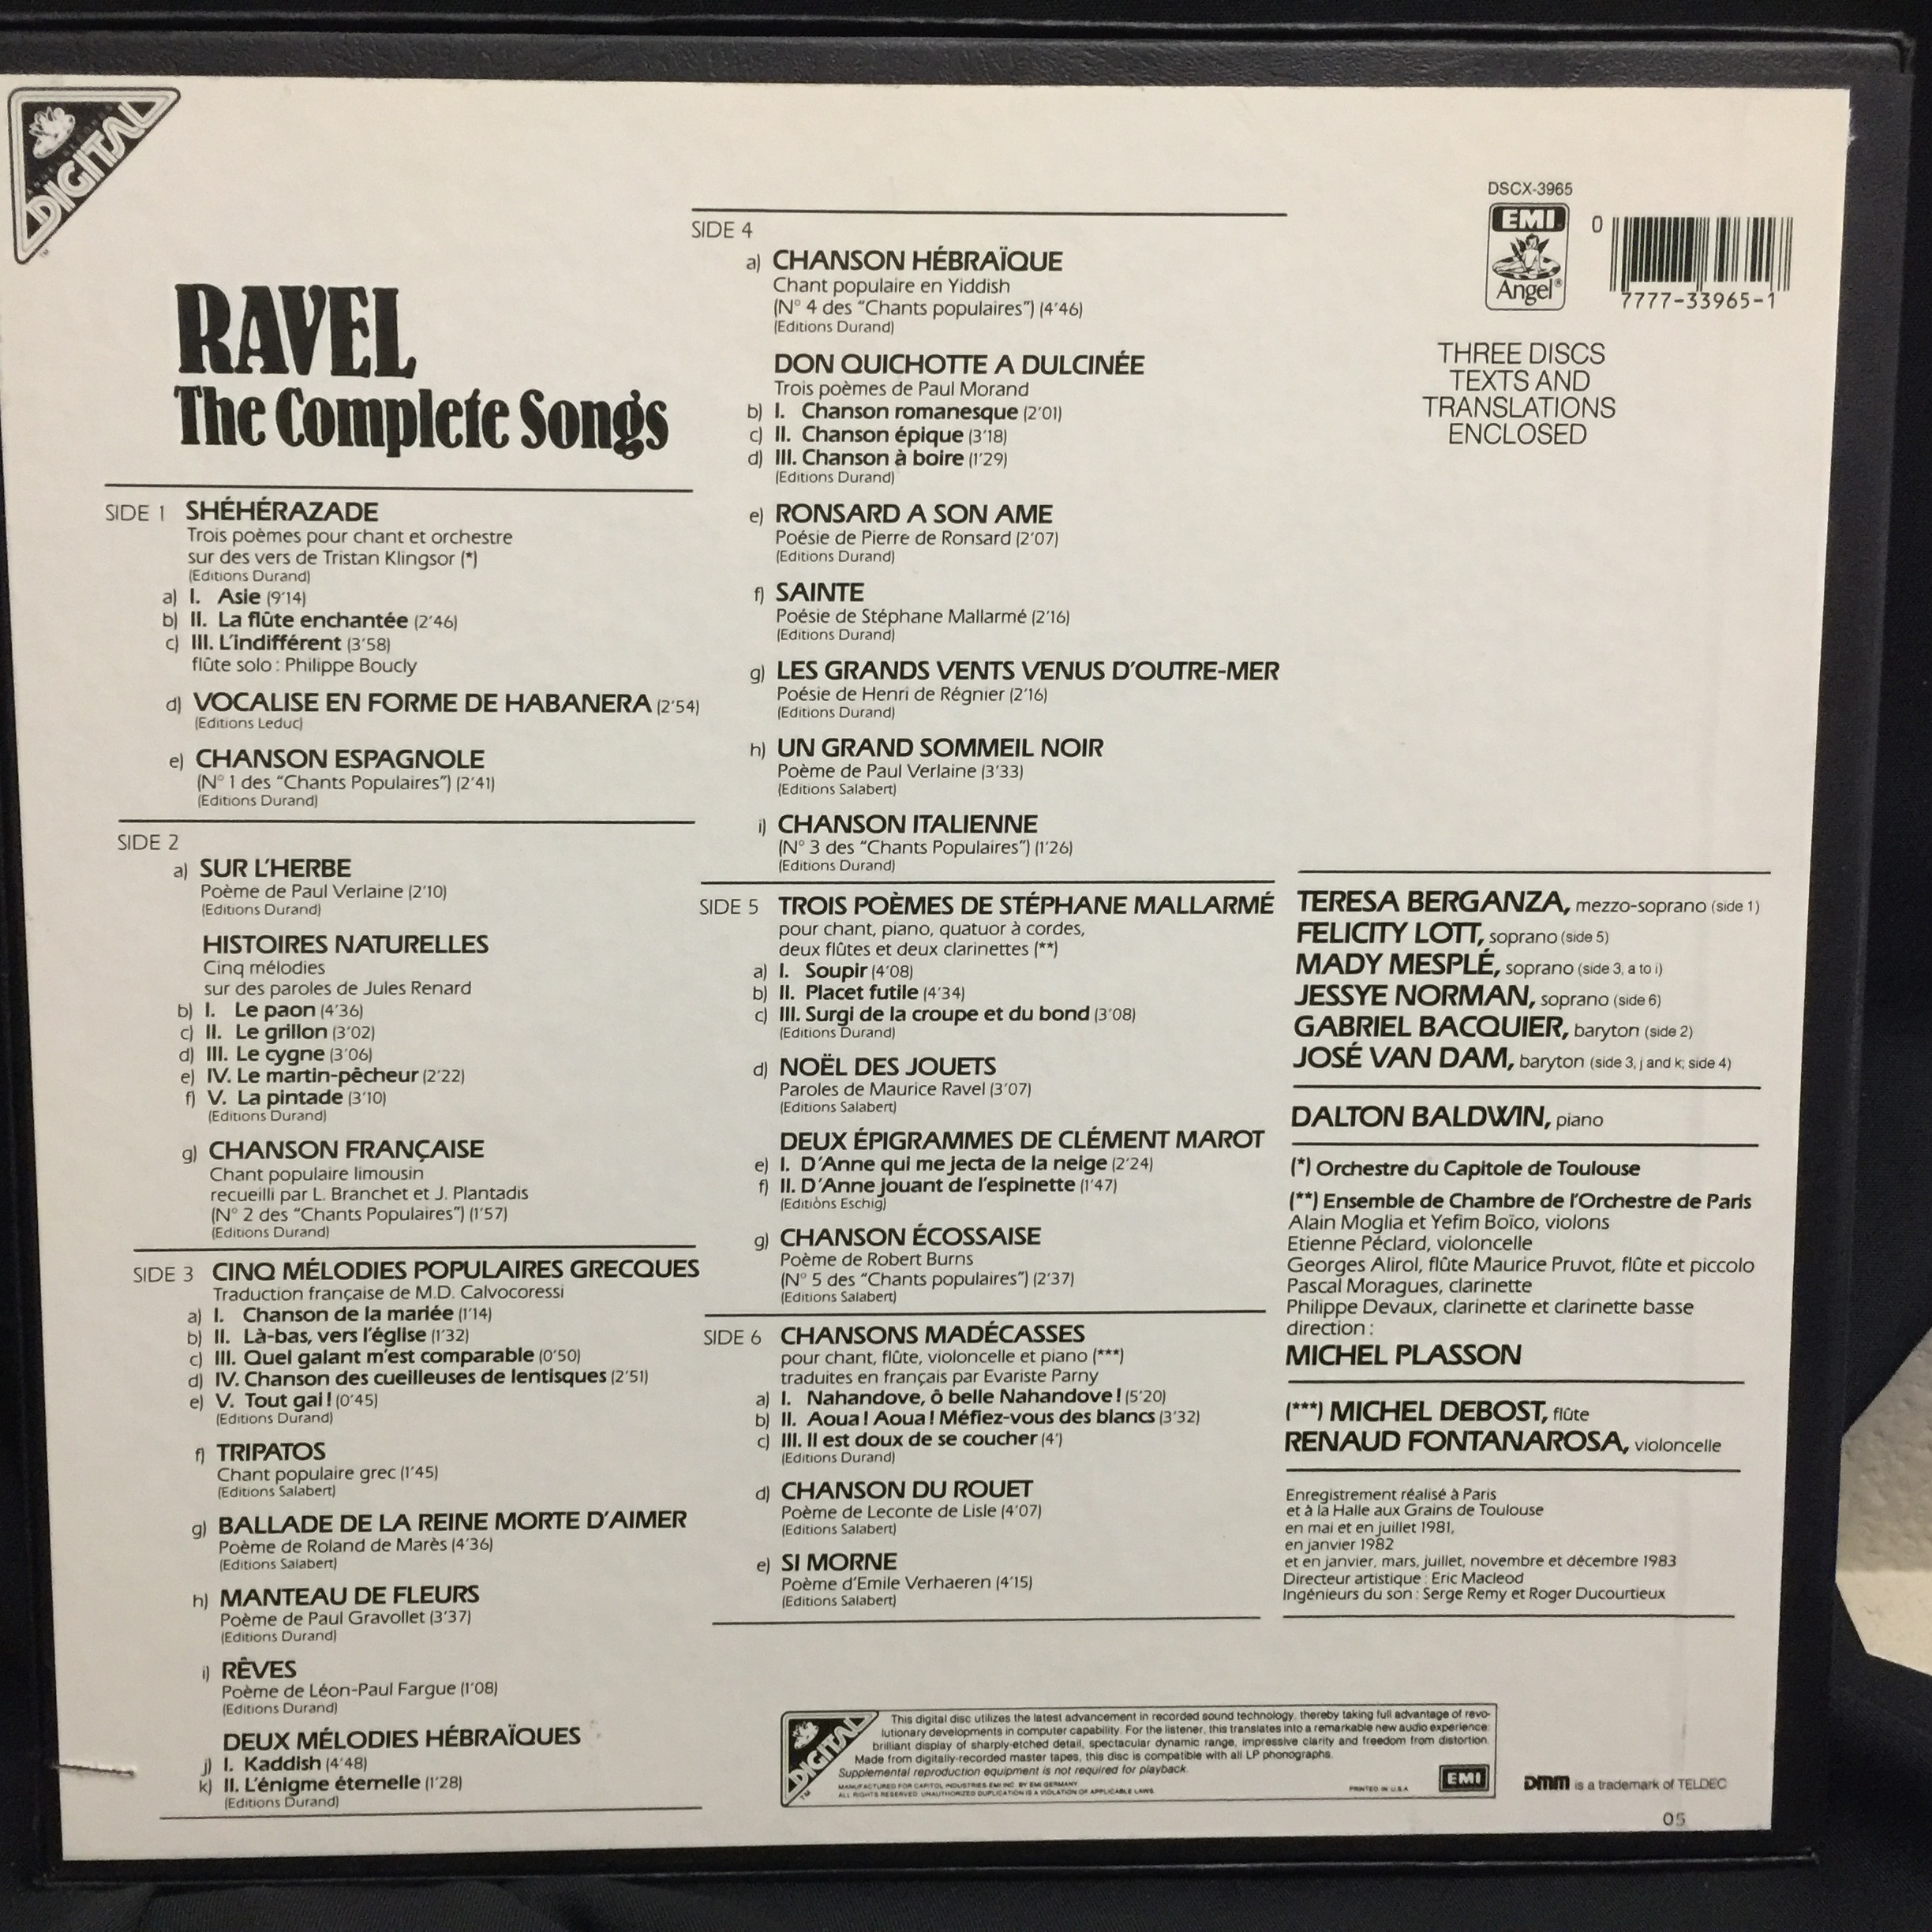 DIGITAL
RAVEL
The Complete Songs
SIDE 1 SHÉHÉRAZADE
Trois poèmes pour chant et orchestre
sur des vers de Tristan Klingsor (*)
(Editions Durand)
a) I. Asie (9'14)
b) II. La flûte enchantée (2'46)
c) III. L'indifférent (3'58)
flûte solo : Philippe Boucly
d) VOCALISE EN FORME DE HABANERA (2'54)
(Editions Leduc)
e) CHANSON ESPAGNOLE
(N° 1 des "Chants Populaires") (2'41)
(Editions Durand)
SIDE 2
a) SUR L'HERBE
Poème de Paul Verlaine (2'10)
(Editions Durand)
HISTOIRES NATURELLES
Cinq mélodies
sur des paroles de Jules Renard
b) I. Le paon (4'36)
c) II. Le grillon (3'02)
d) III. Le cygne (3'06)
e) IV. Le martin-pêcheur (2'22)
f) V. La pintade (3'10)
(Editions Durand)
g) CHANSON FRANÇAISE
Chant populaire limousin
recueilli par L. Branchet et J. Plantadis
(N° 2 des "Chants Populaires") (1'57)
(Editions Durand)
SIDE 3 CINQ MÉLODIES POPULAIRES GRECQUES
Traduction française de M.D. Calvocoressi
a) I. Chanson de la mariée (1'14)
b) II. Là-bas, vers l'église (1'32)
c) III. Quel galant m'est comparable (0'50)
d) IV. Chanson des cueilleuses de lentisques (2'51)
e) V. Tout gai ! (0'45)
(Editions Durand)
f) TRIPATOS
Chant populaire grec (1'45)
(Editions Salabert)
g) BALLADE DE LA REINE MORTE D'AIMER
Poème de Roland de Marès (4'36)
(Editions Salabert)
h) MANTEAU DE FLEURS
Poème de Paul Gravollet (3'37)
(Editions Durand)
i) RÊVES
Poème de Léon-Paul Fargue (1'08)
(Editions Durand)
DEUX MÉLODIES HÉBRAÏQUES
j) I. Kaddish (4'48)
k) II. L'énigme éternelle (1'28)
(Editions Durand)
SIDE 4
a) CHANSON HÉBRAÏQUE
Chant populaire en Yiddish
(N° 4 des "Chants populaires") (4'46)
(Editions Durand)
DON QUICHOTTE A DULCINÉE
Trois poèmes de Paul Morand
b) I. Chanson romanesque (2'01)
c) II. Chanson épique (3'18)
d) III. Chanson à boire (1'29)
(Editions Durand)
e) RONSARD A SON AME
Poésie de Pierre de Ronsard (2'07)
(Editions Durand)
f) SAINTE
Poésie de Stéphane Mallarmé (2'16)
(Editions Durand)
g) LES GRANDS VENTS VENUS D'OUTRE-MER
Poésie de Henri de Régnier (2'16)
(Editions Durand)
h) UN GRAND SOMMEIL NOIR
Poème de Paul Verlaine (3'33)
(Editions Salabert)
i) CHANSON ITALIENNE
(N° 3 des "Chants Populaires") (1'26)
(Editions Durand)
SIDE 5 TROIS POÈMES DE STÉPHANE MALLARMÉ
pour chant, piano, quatuor à cordes,
deux flûtes et deux clarinettes (**)
a) I. Soupir (4'08)
b) II. Placet futile (4'34)
c) III. Surgi de la croupe et du bond (3'08)
(Editions Durand)
d) NOËL DES JOUETS
Paroles de Maurice Ravel (3'07)
(Editions Salabert)
DEUX ÉPIGRAMMES DE CLÉMENT MAROT
e) I. D'Anne qui me jecta de la neige (2'24)
f) II. D'Anne jouant de l'espinette (1'47)
(Editions Eschig)
g) CHANSON ÉCOSSAISE
Poème de Robert Burns
(N° 5 des "Chants populaires") (2'37)
(Editions Salabert)
SIDE 6 CHANSONS MADÉCASSES
pour chant, flûte, violoncelle et piano (***)
traduites en français par Evariste Parny
a) I. Nahandove, ô belle Nahandove ! (5'20)
b) II. Aoua ! Aoua ! Méfiez-vous des blancs (3'32)
c) III. Il est doux de se coucher (4')
(Editions Durand)
d) CHANSON DU ROUET
Poème de Leconte de Lisle (4'07)
(Editions Salabert)
e) SI MORNE
Poème d'Emile Verhaeren (4'15)
(Editions Salabert)
DSCX-3965
EMI
Angel®
0
7777-33965-1
THREE DISCS
TEXTS AND
TRANSLATIONS
ENCLOSED
TERESA BERGANZA, mezzo-soprano (side 1)
FELICITY LOTT, soprano (side 5)
MADY MESPLÉ, soprano (side 3, a to i)
JESSYE NORMAN, soprano (side 6)
GABRIEL BACQUIER, baryton (side 2)
JOSÉ VAN DAM, baryton (side 3, j and k; side 4)
DALTON BALDWIN, piano
(*) Orchestre du Capitole de Toulouse
(**) Ensemble de Chambre de l'Orchestre de Paris
Alain Moglia et Yefim Boïco, violons
Etienne Péclard, violoncelle
Georges Alirol, flûte Maurice Pruvot, flûte et piccolo
Pascal Moragues, clarinette
Philippe Devaux, clarinette et clarinette basse
direction :
MICHEL PLASSON
(***) MICHEL DEBOST, flûte
RENAUD FONTANAROSA, violoncelle
Enregistrement réalisé à Paris
et à la Halle aux Grains de Toulouse
en mai et en juillet 1981,
en janvier 1982
et en janvier, mars, juillet, novembre et décembre 1983
Directeur artistique : Eric Macleod
Ingénieurs du son : Serge Remy et Roger Ducourtieux
DIGITAL
This digital disc utilizes the latest advancement in recorded sound technology, thereby taking full advantage of revo-
lutionary developments in computer capability. For the listener, this translates into a remarkable new audio experience:
brilliant display of sharply-etched detail, spectacular dynamic range, impressive clarity and freedom from distortion.
Made from digitally-recorded master tapes, this disc is compatible with all LP phonographs.
Supplemental reproduction equipment is not required for playback.
MANUFACTURED FOR CAPITOL INDUSTRIES-EMI INC. BY EMI GERMANY
ALL RIGHTS RESERVED. UNAUTHORIZED DUPLICATION IS A VIOLATION OF APPLICABLE LAWS.
PRINTED IN U.S.A.
EMI
DMM is a trademark of TELDEC
05